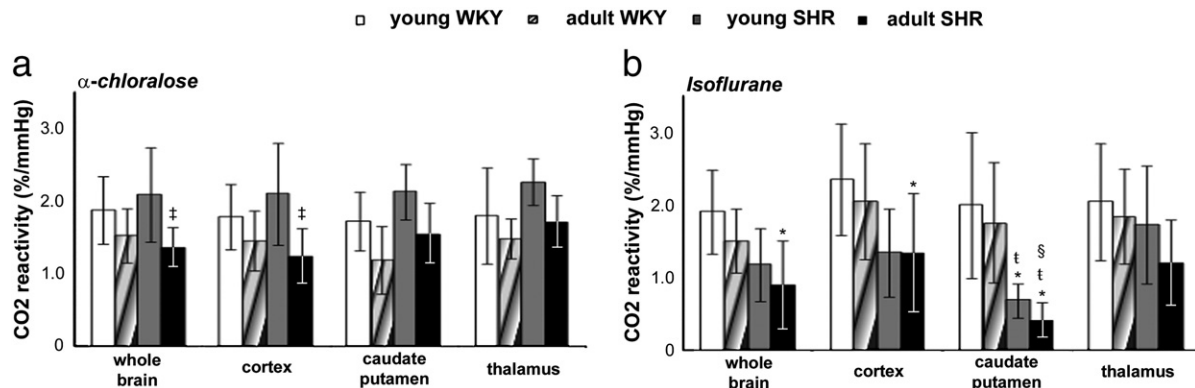 young WKY adult WKY young SHR adult SHR
a
α-chloralose
CO2 reactivity (%/mmHg)
3.0
2.0
1.0
0
‡
‡
whole
brain
cortex
caudate
putamen
thalamus
b
Isoflurane
CO2 reactivity (%/mmHg)
3.0
2.0
1.0
0
*
*
ŧ
*
§
ŧ
*
whole
brain
cortex
caudate
putamen
thalamus